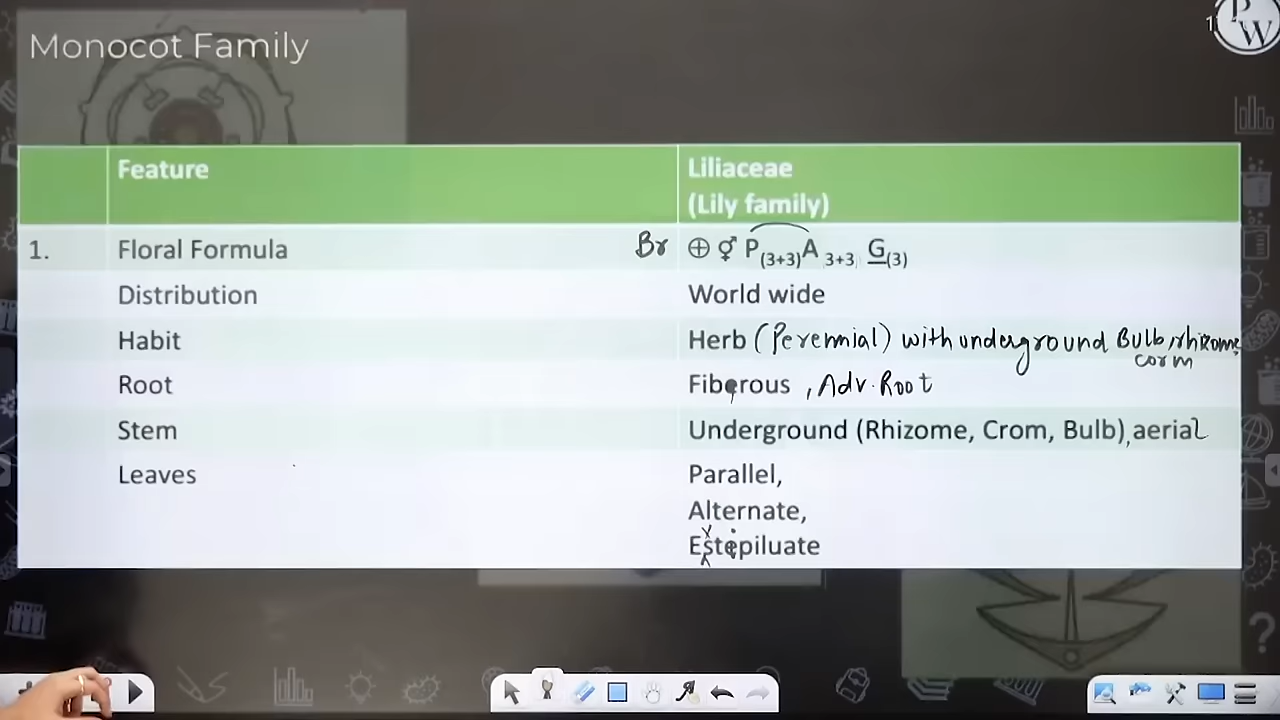 Monocot Family
PW
Feature Liliaceae
(Lily family)
1. Floral Formula Br ⊕ ⚥ P(3+3) A 3+3 G(3)
Distribution World wide
Habit Herb (Perennial) with underground Bulb, rhizome,
corm
Root Fiberous , Adv. Root
Stem Underground (Rhizome, Crom, Bulb), aerial
Leaves Parallel,
Alternate,
Estepiluate